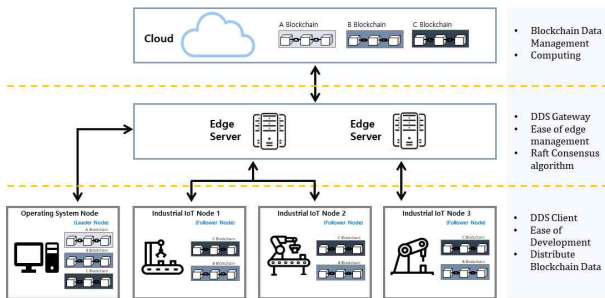 Cloud
A Blockchain
B Blockchain
C Blockchain
• Blockchain Data
Management
• Computing
Edge
Server
Edge
Server
• DDS Gateway
• Ease of edge
management
• Raft Consensus
algorithm
Operating System Node
(Leader Node)
A Blockchain
B Blockchain
C Blockchain
Industrial IoT Node 1
(Follower Node)
C Blockchain
B Blockchain
Industrial IoT Node 2
(Follower Node)
C Blockchain
B Blockchain
Industrial IoT Node 3
(Follower Node)
C Blockchain
B Blockchain
• DDS Client
• Ease of
Development
• Distribute
Blockchain Data